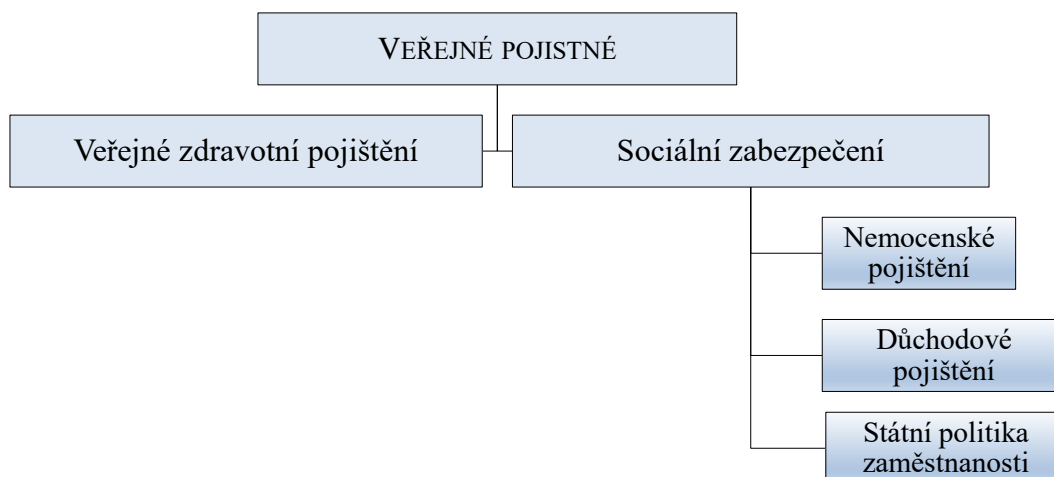 VEŘEJNÉ POJISTNÉ
Veřejné zdravotní pojištění
Sociální zabezpečení
Nemocenské
pojištění
Důchodové
pojištění
Státní politika
zaměstnanosti